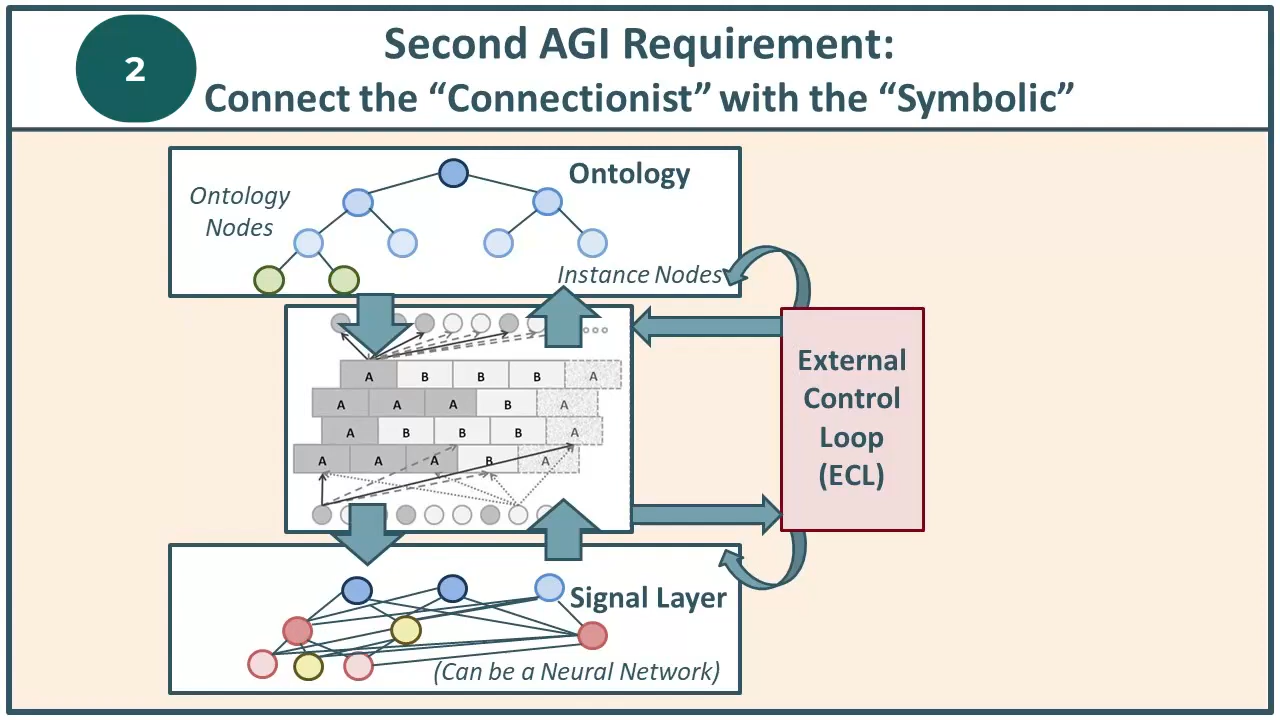 2
Second AGI Requirement:
Connect the “Connectionist” with the “Symbolic”
Ontology
Ontology
Nodes
Instance Nodes
A B B B A
A A A B A
A B B B A
A A A B A
External
Control
Loop
(ECL)
Signal Layer
(Can be a Neural Network)